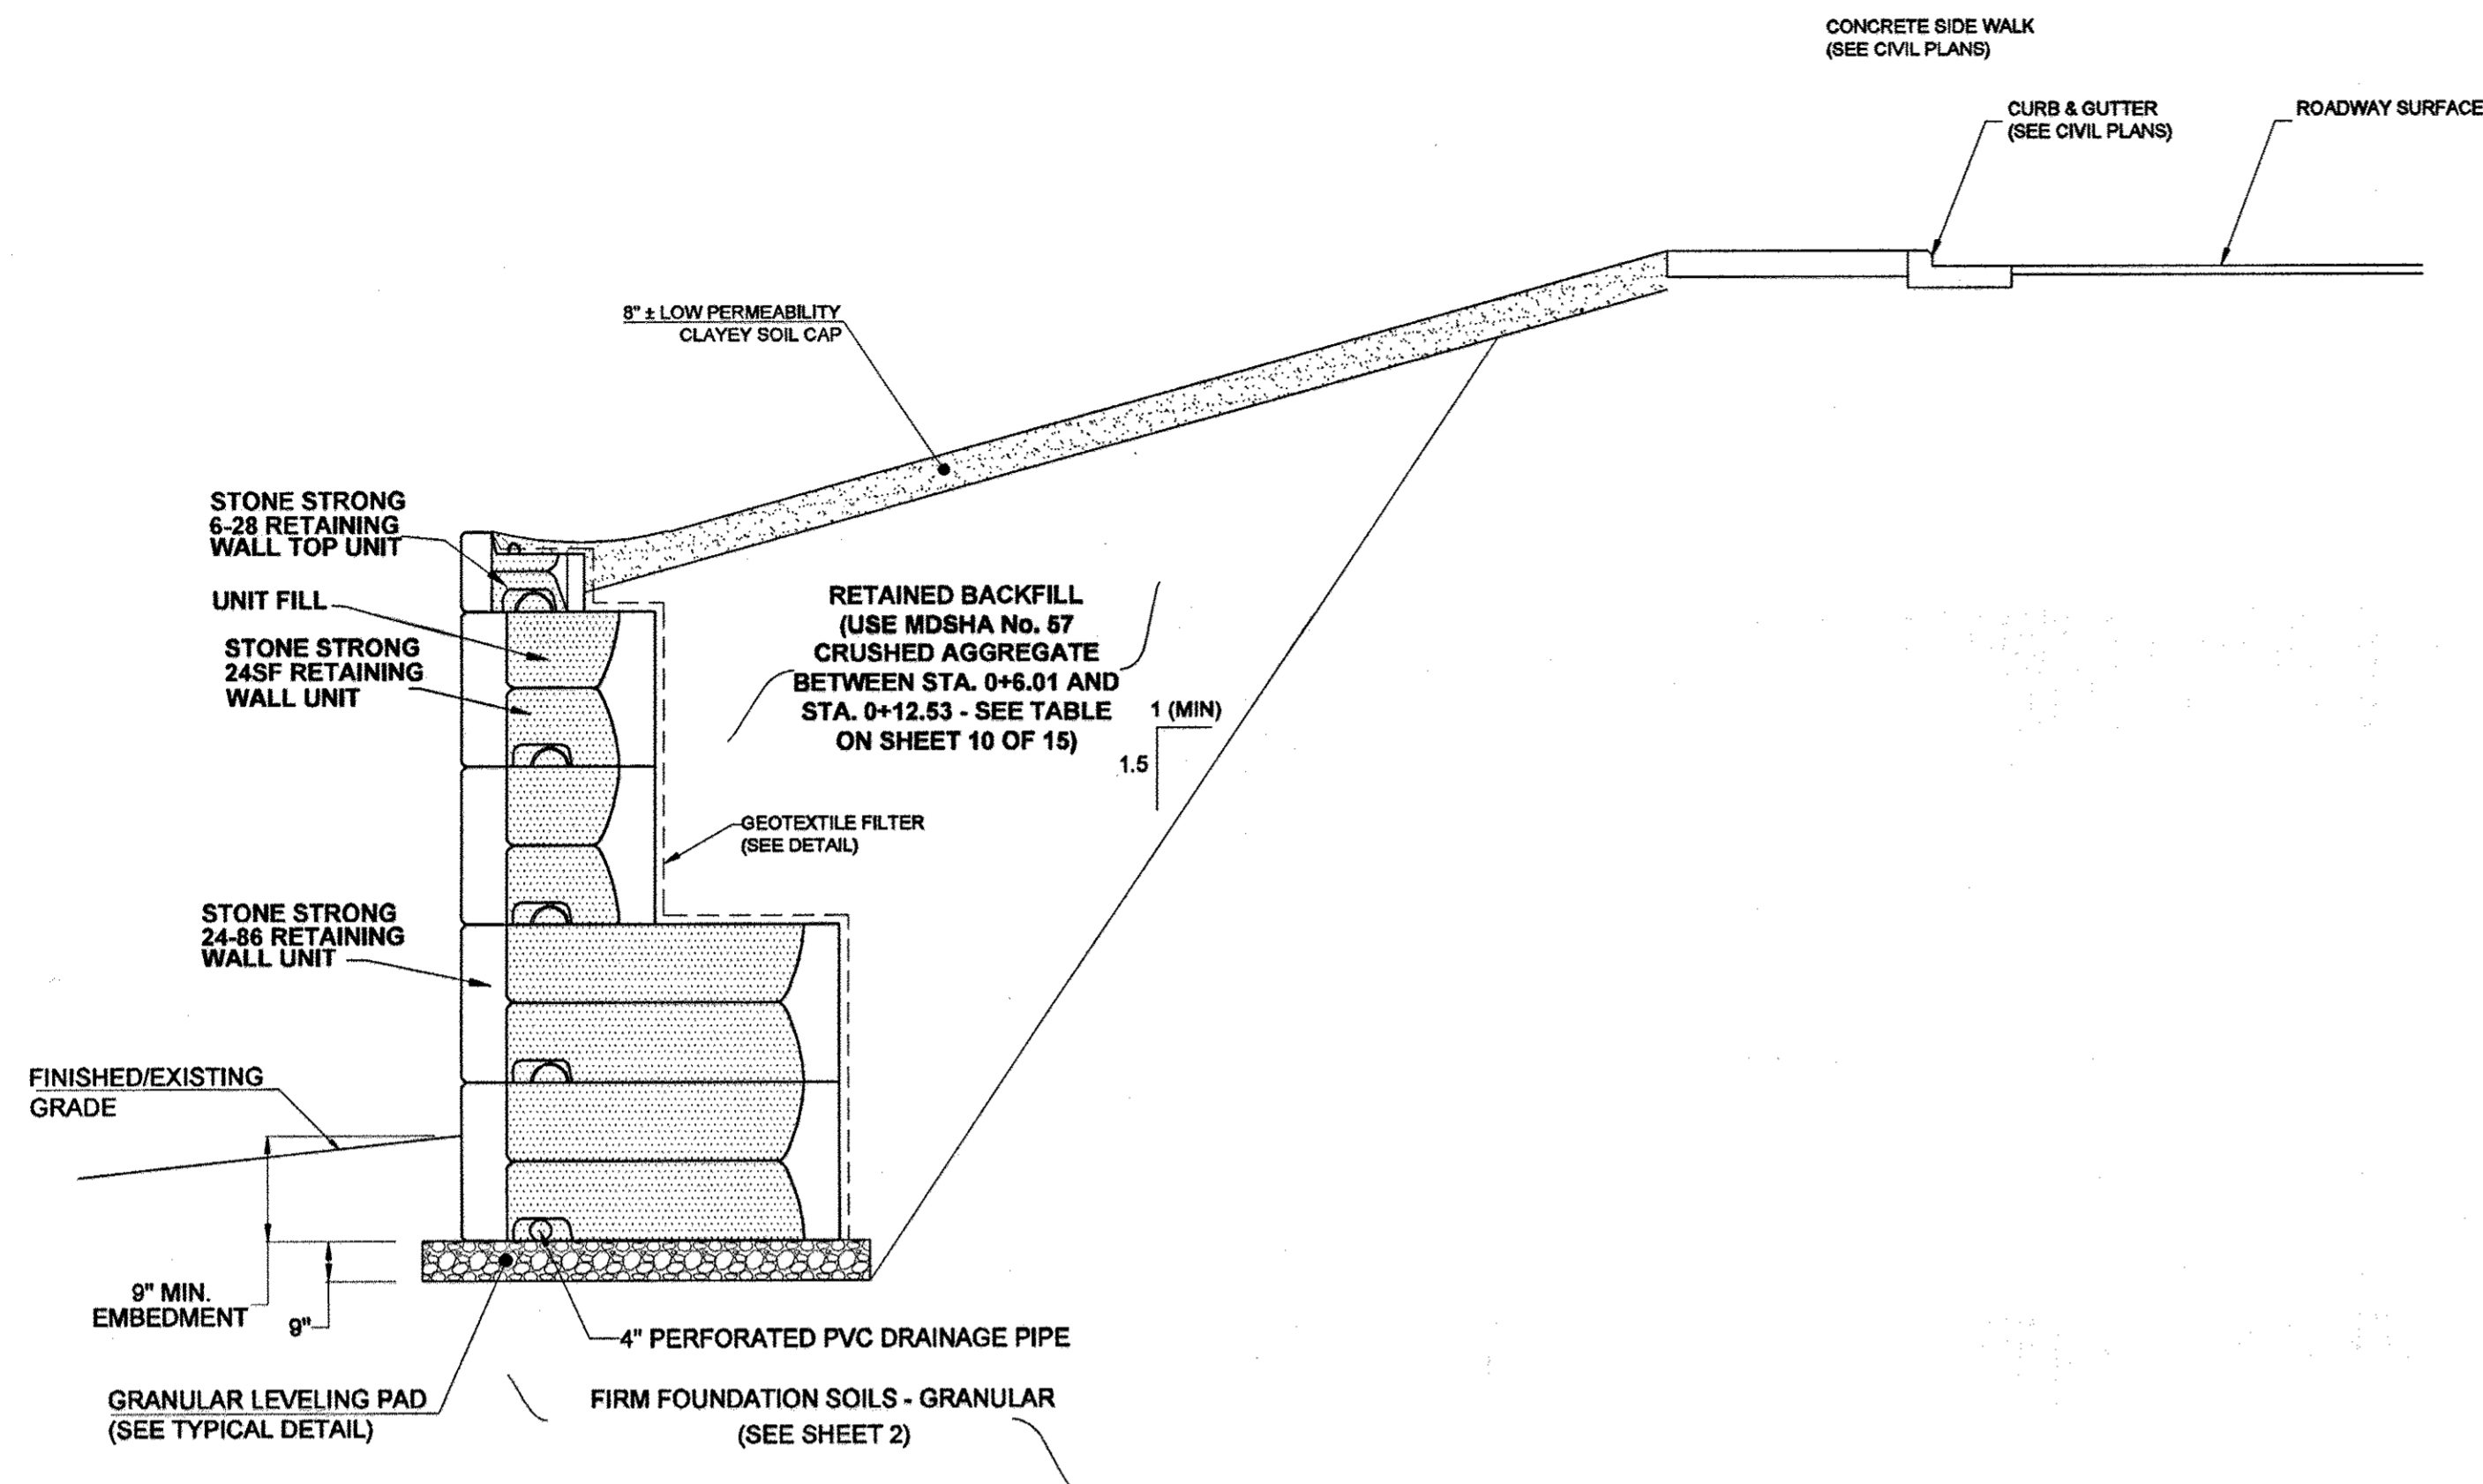 CONCRETE SIDE WALK
(SEE CIVIL PLANS)
CURB & GUTTER
(SEE CIVIL PLANS)
ROADWAY SURFACE
8" ± LOW PERMEABILITY
CLAYEY SOIL CAP
STONE STRONG
6-28 RETAINING
WALL TOP UNIT
UNIT FILL
STONE STRONG
24SF RETAINING
WALL UNIT
RETAINED BACKFILL
(USE MDSHA No. 57
CRUSHED AGGREGATE
BETWEEN STA. 0+6.01 AND
STA. 0+12.53 - SEE TABLE
ON SHEET 10 OF 15)
1 (MIN)
1.5
GEOTEXTILE FILTER
(SEE DETAIL)
STONE STRONG
24-86 RETAINING
WALL UNIT
FINISHED/EXISTING
GRADE
9" MIN.
EMBEDMENT
9"
4" PERFORATED PVC DRAINAGE PIPE
GRANULAR LEVELING PAD
(SEE TYPICAL DETAIL)
FIRM FOUNDATION SOILS - GRANULAR
(SEE SHEET 2)